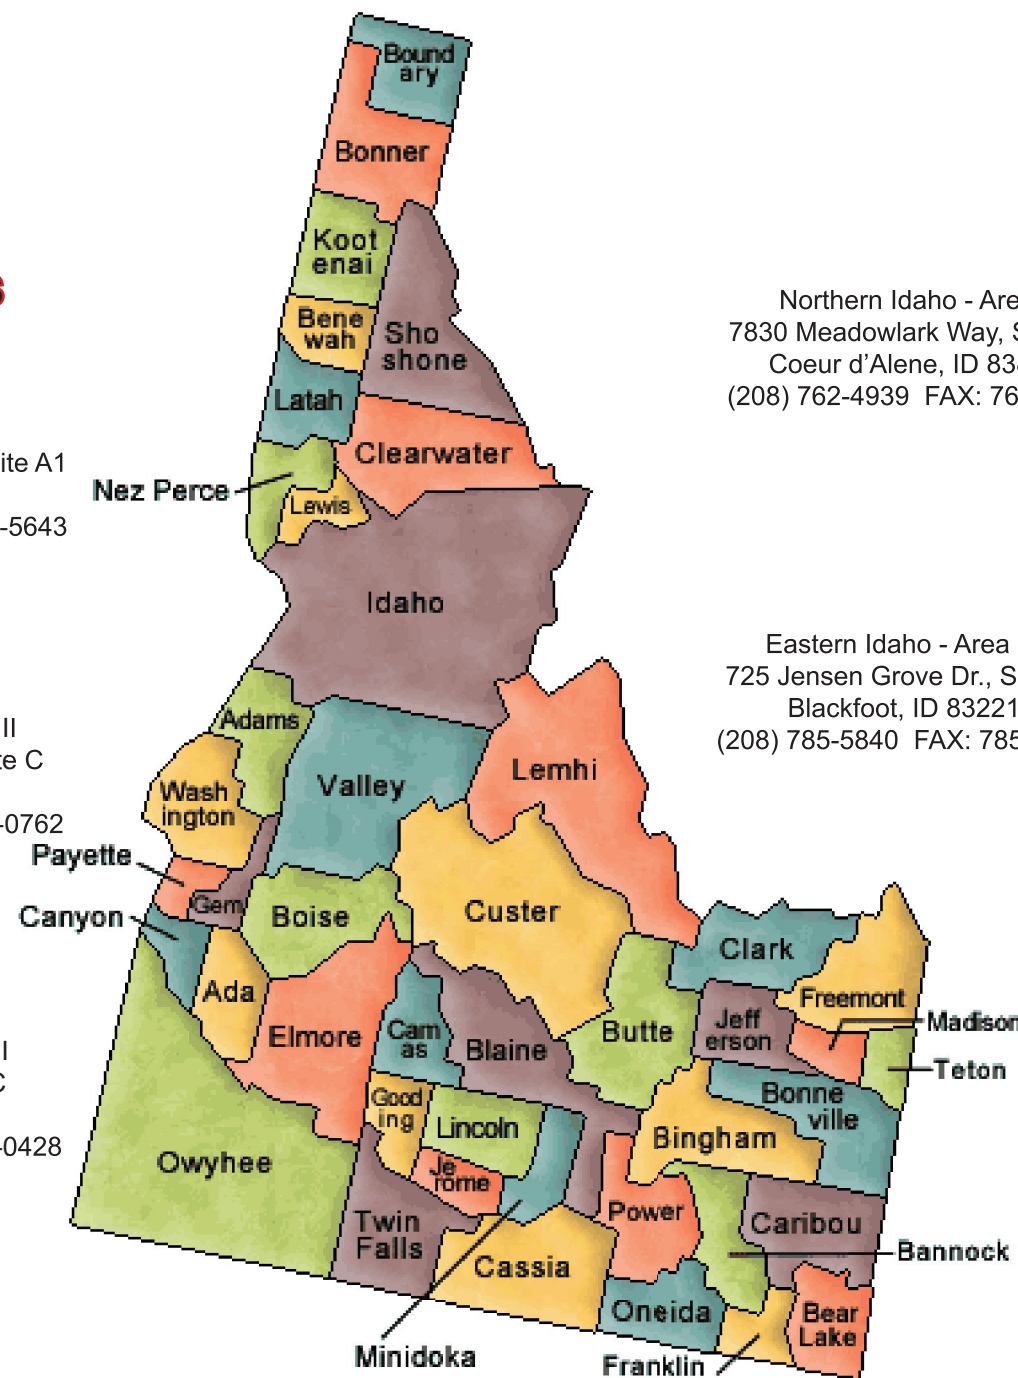 Bound
ary
Bonner
Koot
enai
s
Bene
wah
Sho
shone
Northern Idaho - Are
7830 Meadowlark Way, S
Coeur d’Alene, ID 838
(208) 762-4939 FAX: 76
Latah
Clearwater
ite A1
Nez Perce
Lewis
-5643
Idaho
Eastern Idaho - Area
725 Jensen Grove Dr., S
Blackfoot, ID 83221
(208) 785-5840 FAX: 785
Adams
II
te C
Valley
Lemhi
Wash
ington
-0762
Payette
Gem
Canyon
Boise
Custer
Clark
Ada
Freemont
Elmore
Cam
as
Blaine
Butte
Jeff
erson
Madison
I
C
Teton
Good
ing
Lincoln
Bonne
ville
Bingham
-0428
Owyhee
Je
rome
Twin
Falls
Power
Caribou
Bannock
Cassia
Oneida
Bear
Lake
Minidoka
Franklin